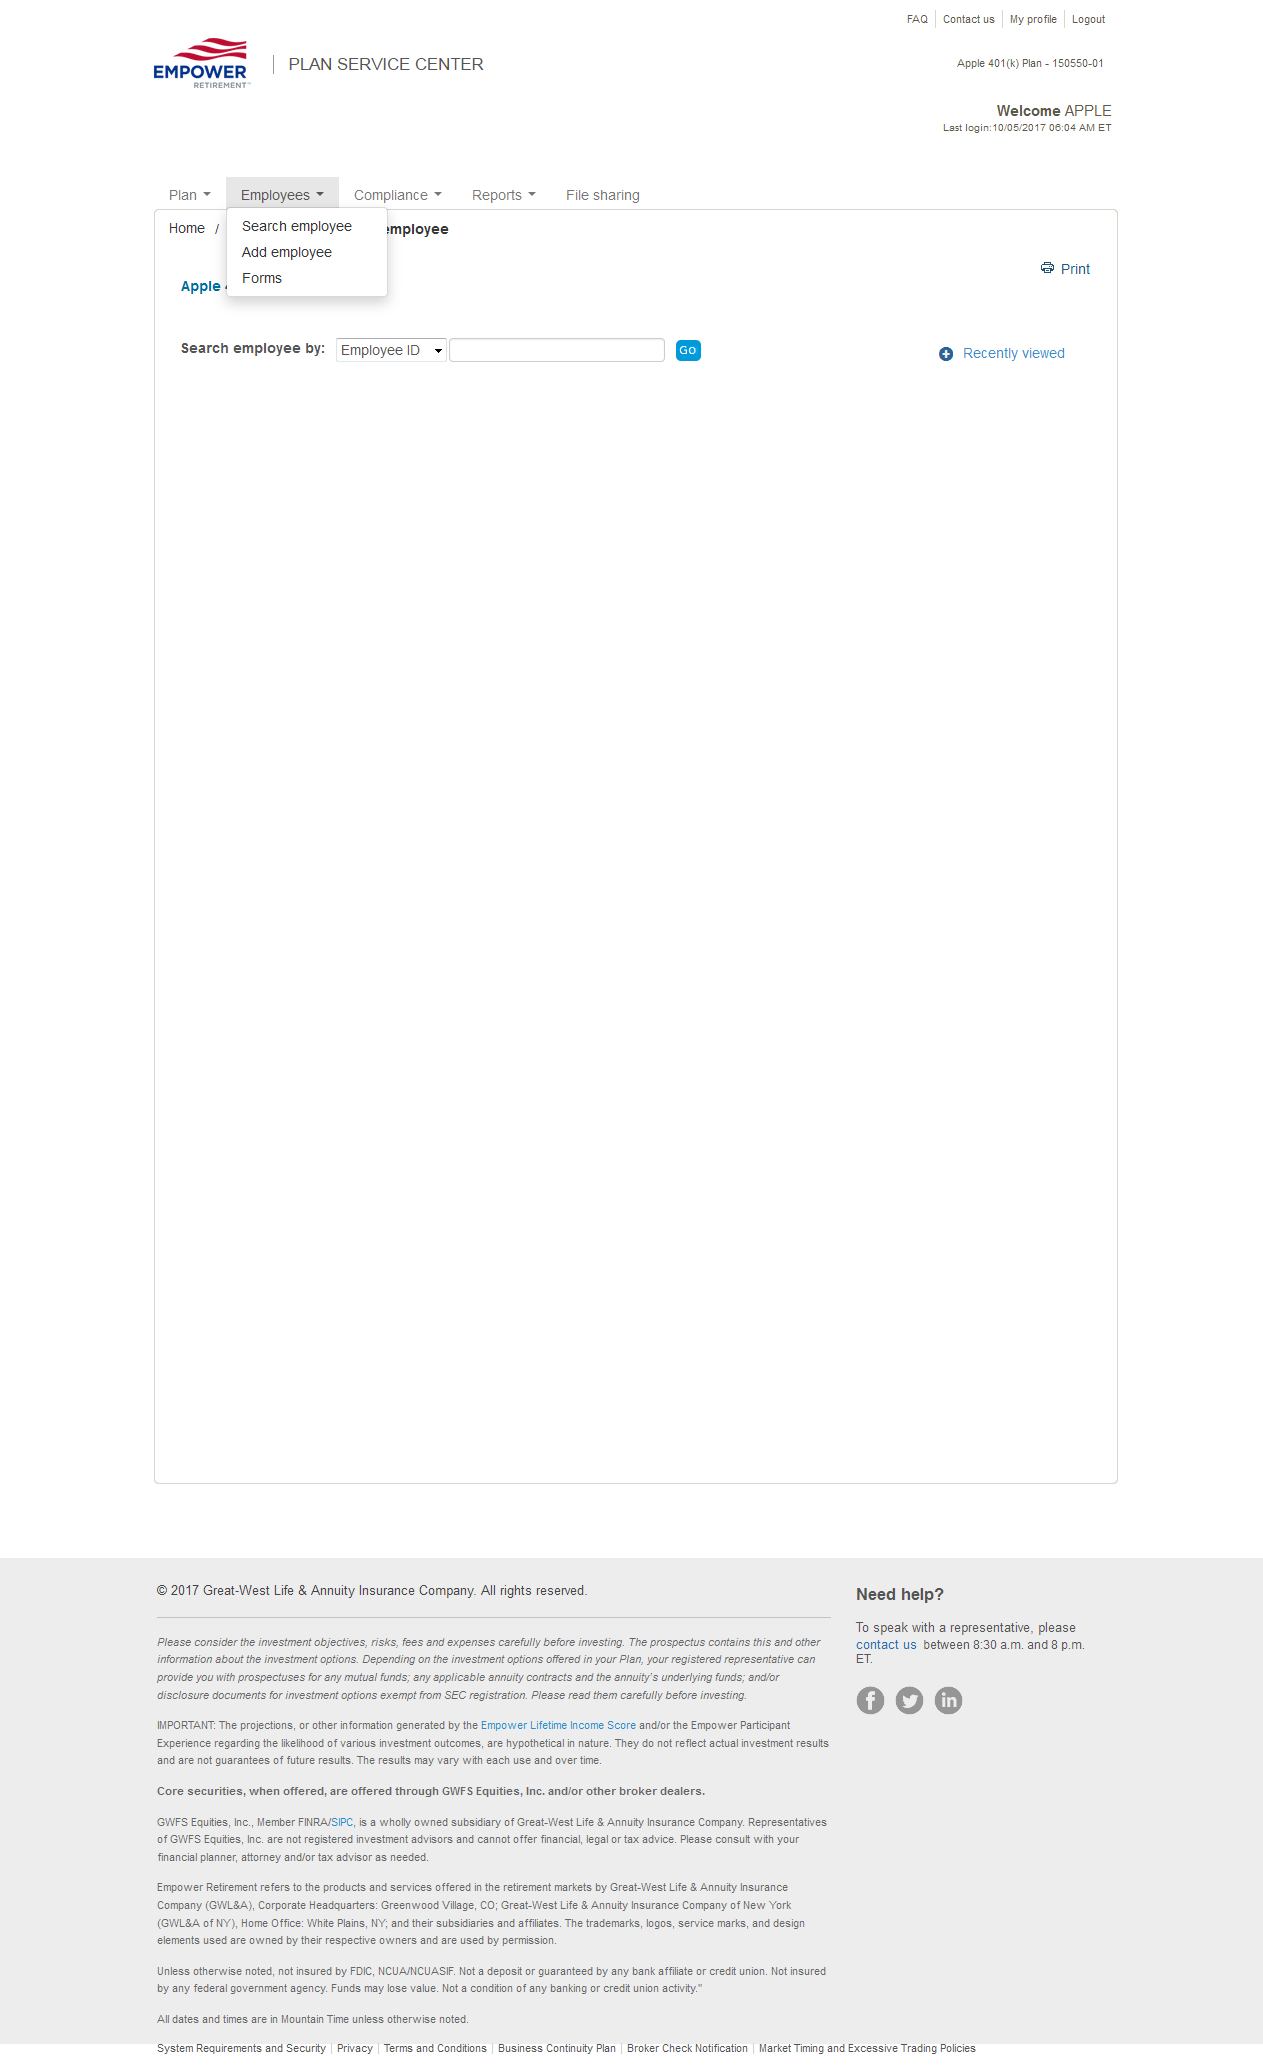 FAQ
Contact us
My profile
Logout
EMPOWER
RETIREMENT™
PLAN SERVICE CENTER
Apple 401(k) Plan - 150550-01
Welcome APPLE
Last login:10/05/2017 06:04 AM ET
Plan
Employees
Compliance
Reports
File sharing
Home /
employee
Search employee
Add employee
Forms
Print
Apple
Search employee by:
Employee ID
GO
Recently viewed
© 2017 Great-West Life & Annuity Insurance Company. All rights reserved.
Please consider the investment objectives, risks, fees and expenses carefully before investing. The prospectus contains this and other
information about the investment options. Depending on the investment options offered in your Plan, your registered representative can
provide you with prospectuses for any mutual funds; any applicable annuity contracts and the annuity's underlying funds; and/or
disclosure documents for investment options exempt from SEC registration. Please read them carefully before investing.
IMPORTANT: The projections, or other information generated by the Empower Lifetime Income Score and/or the Empower Participant
Experience regarding the likelihood of various investment outcomes, are hypothetical in nature. They do not reflect actual investment results
and are not guarantees of future results. The results may vary with each use and over time.
Core securities, when offered, are offered through GWFS Equities, Inc. and/or other broker dealers.
GWFS Equities, Inc., Member FINRA/SIPC, is a wholly owned subsidiary of Great-West Life & Annuity Insurance Company. Representatives
of GWFS Equities, Inc. are not registered investment advisors and cannot offer financial, legal or tax advice. Please consult with your
financial planner, attorney and/or tax advisor as needed.
Empower Retirement refers to the products and services offered in the retirement markets by Great-West Life & Annuity Insurance
Company (GWL&A), Corporate Headquarters: Greenwood Village, CO; Great-West Life & Annuity Insurance Company of New York
(GWL&A of NY), Home Office: White Plains, NY; and their subsidiaries and affiliates. The trademarks, logos, service marks, and design
elements used are owned by their respective owners and are used by permission.
Unless otherwise noted, not insured by FDIC, NCUA/NCUASIF. Not a deposit or guaranteed by any bank affiliate or credit union. Not insured
by any federal government agency. Funds may lose value. Not a condition of any banking or credit union activity."
All dates and times are in Mountain Time unless otherwise noted.
Need help?
To speak with a representative, please
contact us between 8:30 a.m. and 8 p.m.
ET.
System Requirements and Security | Privacy | Terms and Conditions | Business Continuity Plan | Broker Check Notification | Market Timing and Excessive Trading Policies